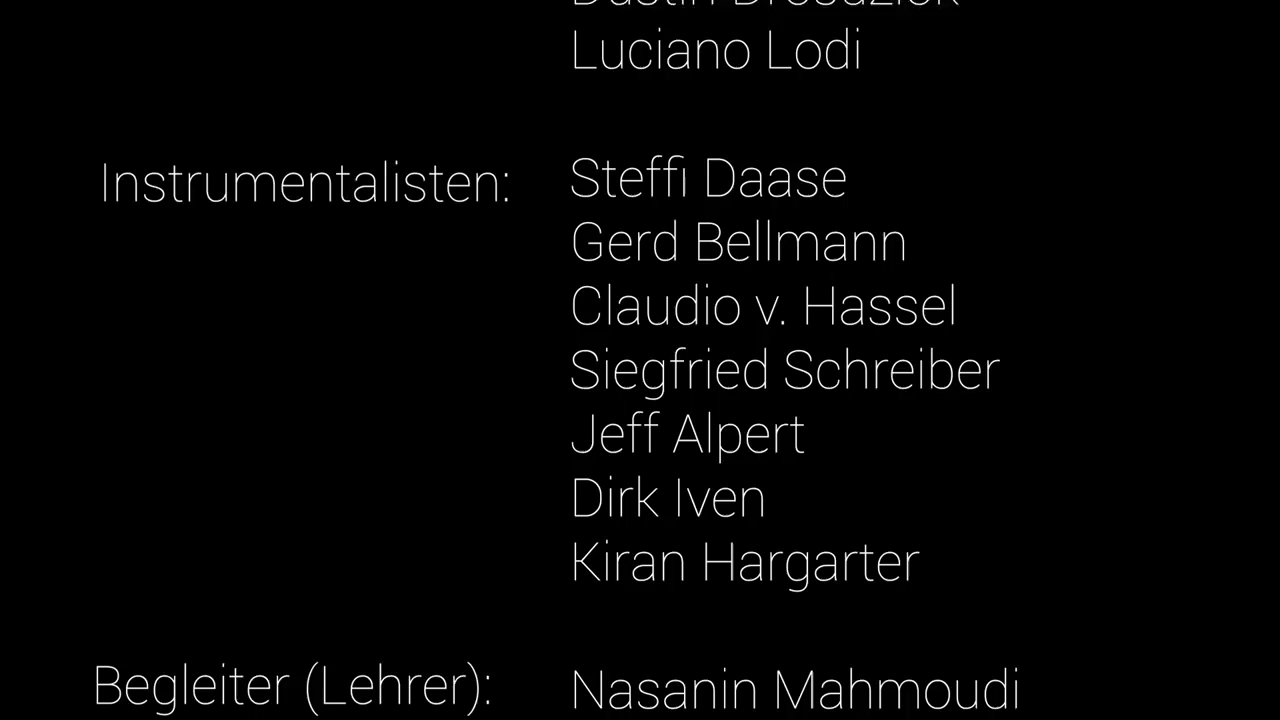 Luciano Lodi
Instrumentalisten: Steffi Daase
Gerd Bellmann
Claudio v. Hassel
Siegfried Schreiber
Jeff Alpert
Dirk Iven
Kiran Hargarter
Begleiter (Lehrer): Nasanin Mahmoudi